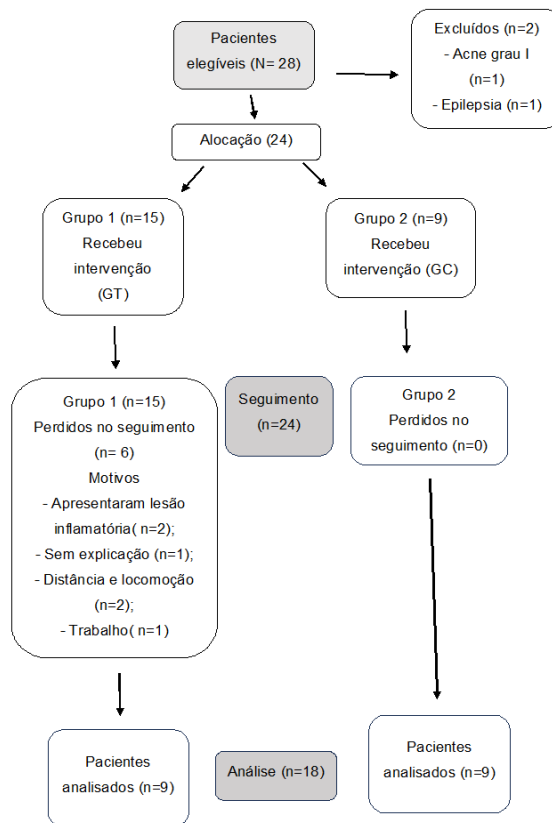 Pacientes
elegíveis (N= 28)
Excluídos (n=2)
- Acne grau I
(n=1)
- Epilepsia (n=1)
Alocação (24)
Grupo 1 (n=15)
Recebeu
intervenção
(GT)
Grupo 2 (n=9)
Recebeu
intervenção (GC)
Grupo 1 (n=15)
Perdidos no seguimento
(n= 6)
Motivos
- Apresentaram lesão
inflamatória( n=2);
- Sem explicação (n=1);
- Distância e locomoção
(n=2);
- Trabalho( n=1)
Seguimento
(n=24)
Grupo 2
Perdidos no
seguimento (n=0)
Pacientes
analisados (n=9)
Análise (n=18)
Pacientes
analisados (n=9)